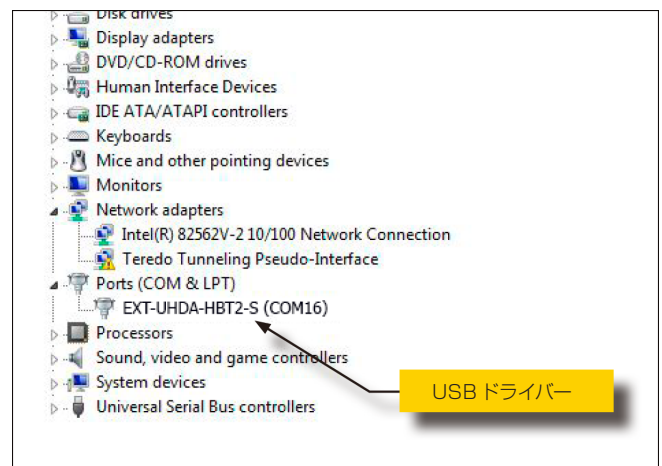 Disk drives
Display adapters
DVD/CD-ROM drives
Human Interface Devices
IDE ATA/ATAPI controllers
Keyboards
Mice and other pointing devices
Monitors
Network adapters
Intel(R) 82562V-2 10/100 Network Connection
Teredo Tunneling Pseudo-Interface
Ports (COM & LPT)
EXT-UHDA-HBT2-S (COM16)
Processors
Sound, video and game controllers
System devices
USB ドライバー
Universal Serial Bus controllers